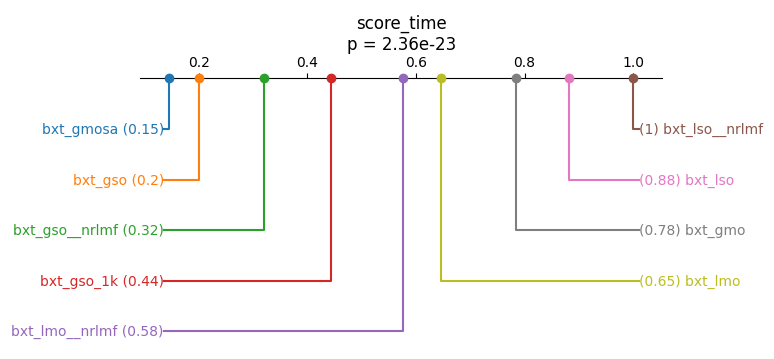 score_time
p = 2.36e-23
0.2 0.4 0.6 0.8 1.0
bxt_gmosa (0.15) (1) bxt_lso__nrlmf
bxt_gso (0.2) (0.88) bxt_lso
bxt_gso__nrlmf (0.32) (0.78) bxt_gmo
bxt_gso_1k (0.44) (0.65) bxt_lmo
bxt_lmo__nrlmf (0.58)